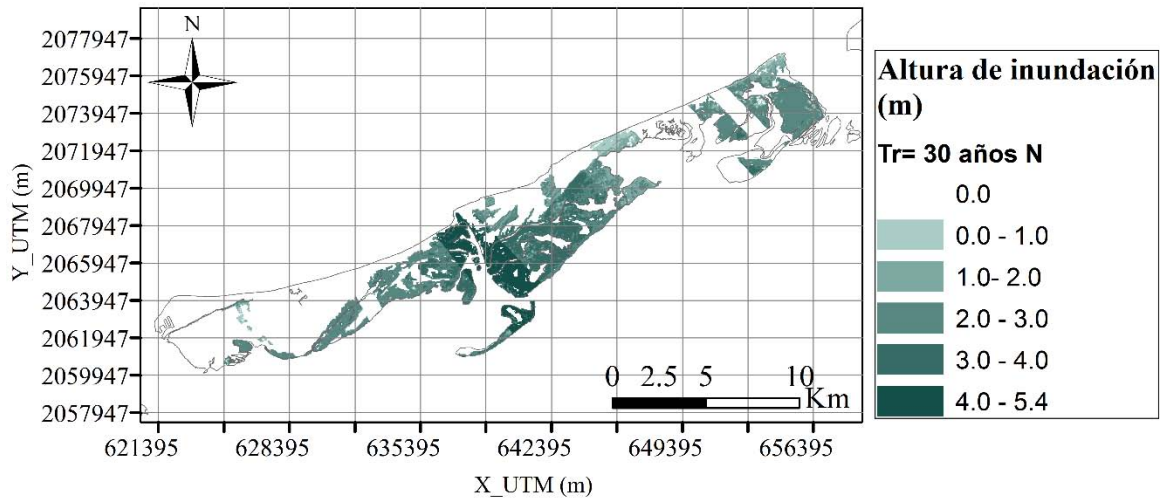 N
2077947
2075947
2073947
2071947
2069947
2067947
2065947
2063947
2061947
2059947
2057947
Y_UTM (m)
0 2.5 5 10
Km
621395 628395 635395 642395 649395 656395
X_UTM (m)
Altura de inundación
(m)
Tr= 30 años N
0.0
0.0 - 1.0
1.0- 2.0
2.0 - 3.0
3.0 - 4.0
4.0 - 5.4